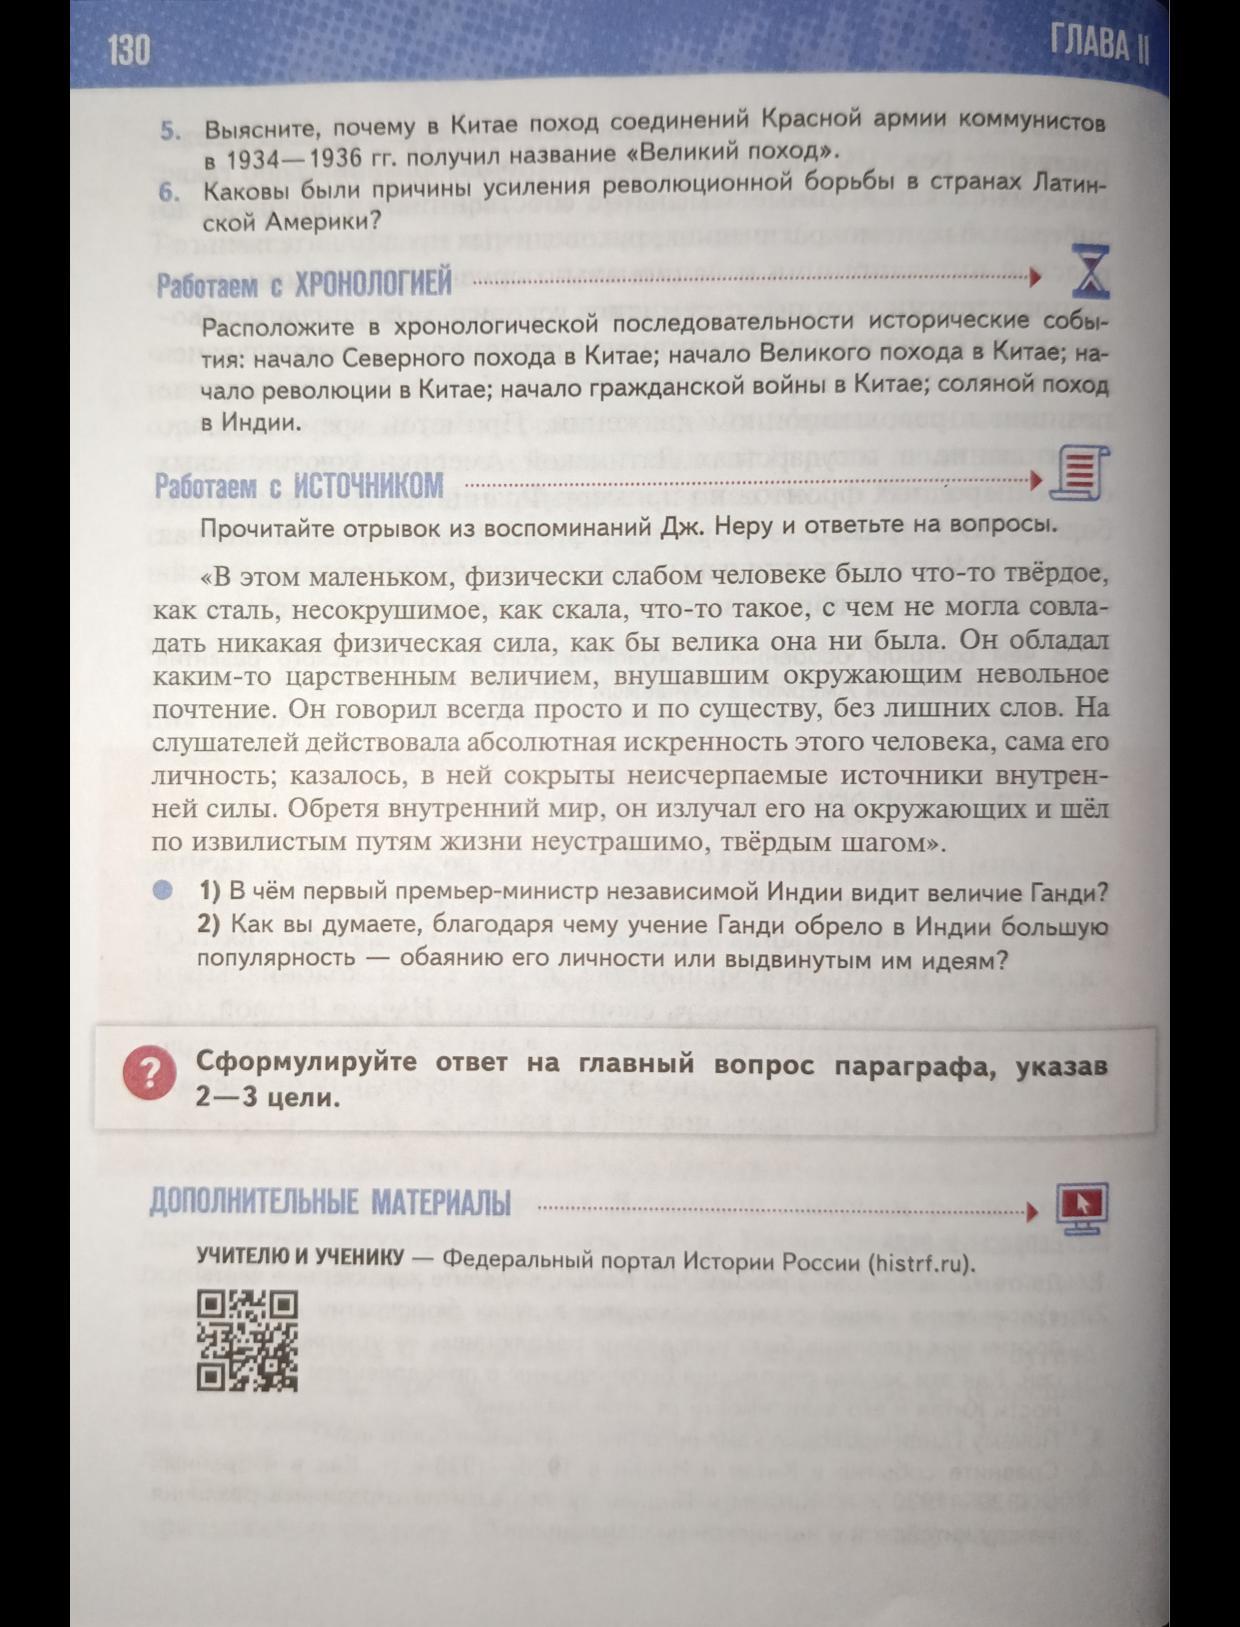 130
ГЛАВА II
5. Выясните, почему в Китае поход соединений Красной армии коммунистов
в 1934—1936 гг. получил название «Великий поход».
6. Каковы были причины усиления революционной борьбы в странах Латин-
ской Америки?
Работаем с ХРОНОЛОГИЕЙ
Расположите в хронологической последовательности исторические собы-
тия: начало Северного похода в Китае; начало Великого похода в Китае; на-
чало революции в Китае; начало гражданской войны в Китае; соляной поход
в Индии.
Работаем с ИСТОЧНИКОМ
Прочитайте отрывок из воспоминаний Дж. Неру и ответьте на вопросы.
«В этом маленьком, физически слабом человеке было что-то твёрдое,
как сталь, несокрушимое, как скала, что-то такое, с чем не могла совла-
дать никакая физическая сила, как бы велика она ни была. Он обладал
каким-то царственным величием, внушавшим окружающим невольное
почтение. Он говорил всегда просто и по существу, без лишних слов. На
слушателей действовала абсолютная искренность этого человека, сама его
личность; казалось, в ней сокрыты неисчерпаемые источники внутрен-
ней силы. Обретя внутренний мир, он излучал его на окружающих и шёл
по извилистым путям жизни неустрашимо, твёрдым шагом».
1) В чём первый премьер-министр независимой Индии видит величие Ганди?
2) Как вы думаете, благодаря чему учение Ганди обрело в Индии большую
популярность — обаянию его личности или выдвинутым им идеям?
? Сформулируйте ответ на главный вопрос параграфа, указав
2—3 цели.
ДОПОЛНИТЕЛЬНЫЕ МАТЕРИАЛЫ
УЧИТЕЛЮ И УЧЕНИКУ — Федеральный портал Истории России (histrf.ru).